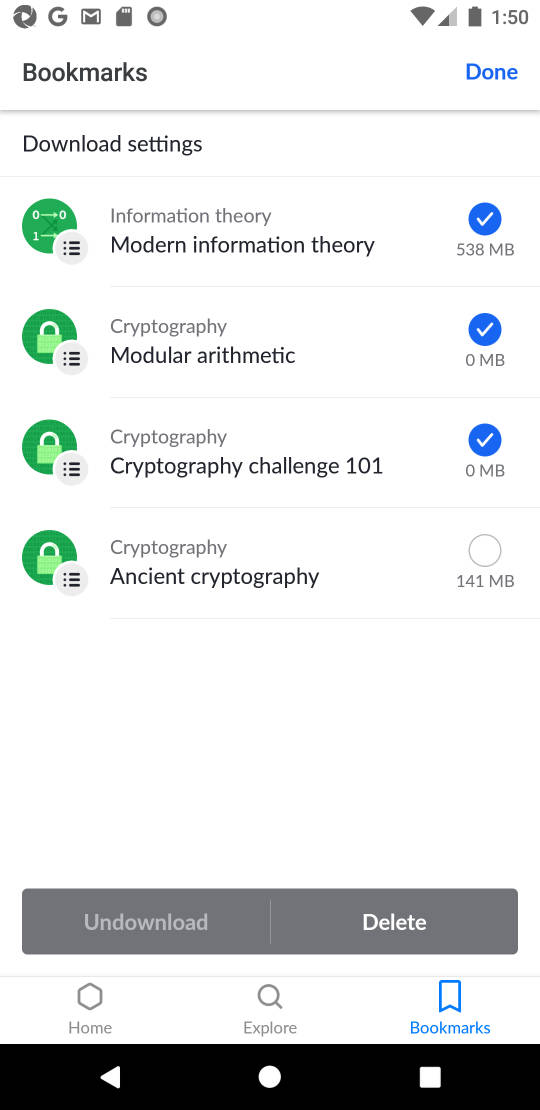 1:50
Bookmarks
Done
Download settings
Information theory
Modern information theory
538 MB
0→0
1→
Cryptography
Modular arithmetic
0 MB
Cryptography
Cryptography challenge 101
0 MB
Cryptography
Ancient cryptography
141 MB
Undownload
Delete
Home
Explore
Bookmarks